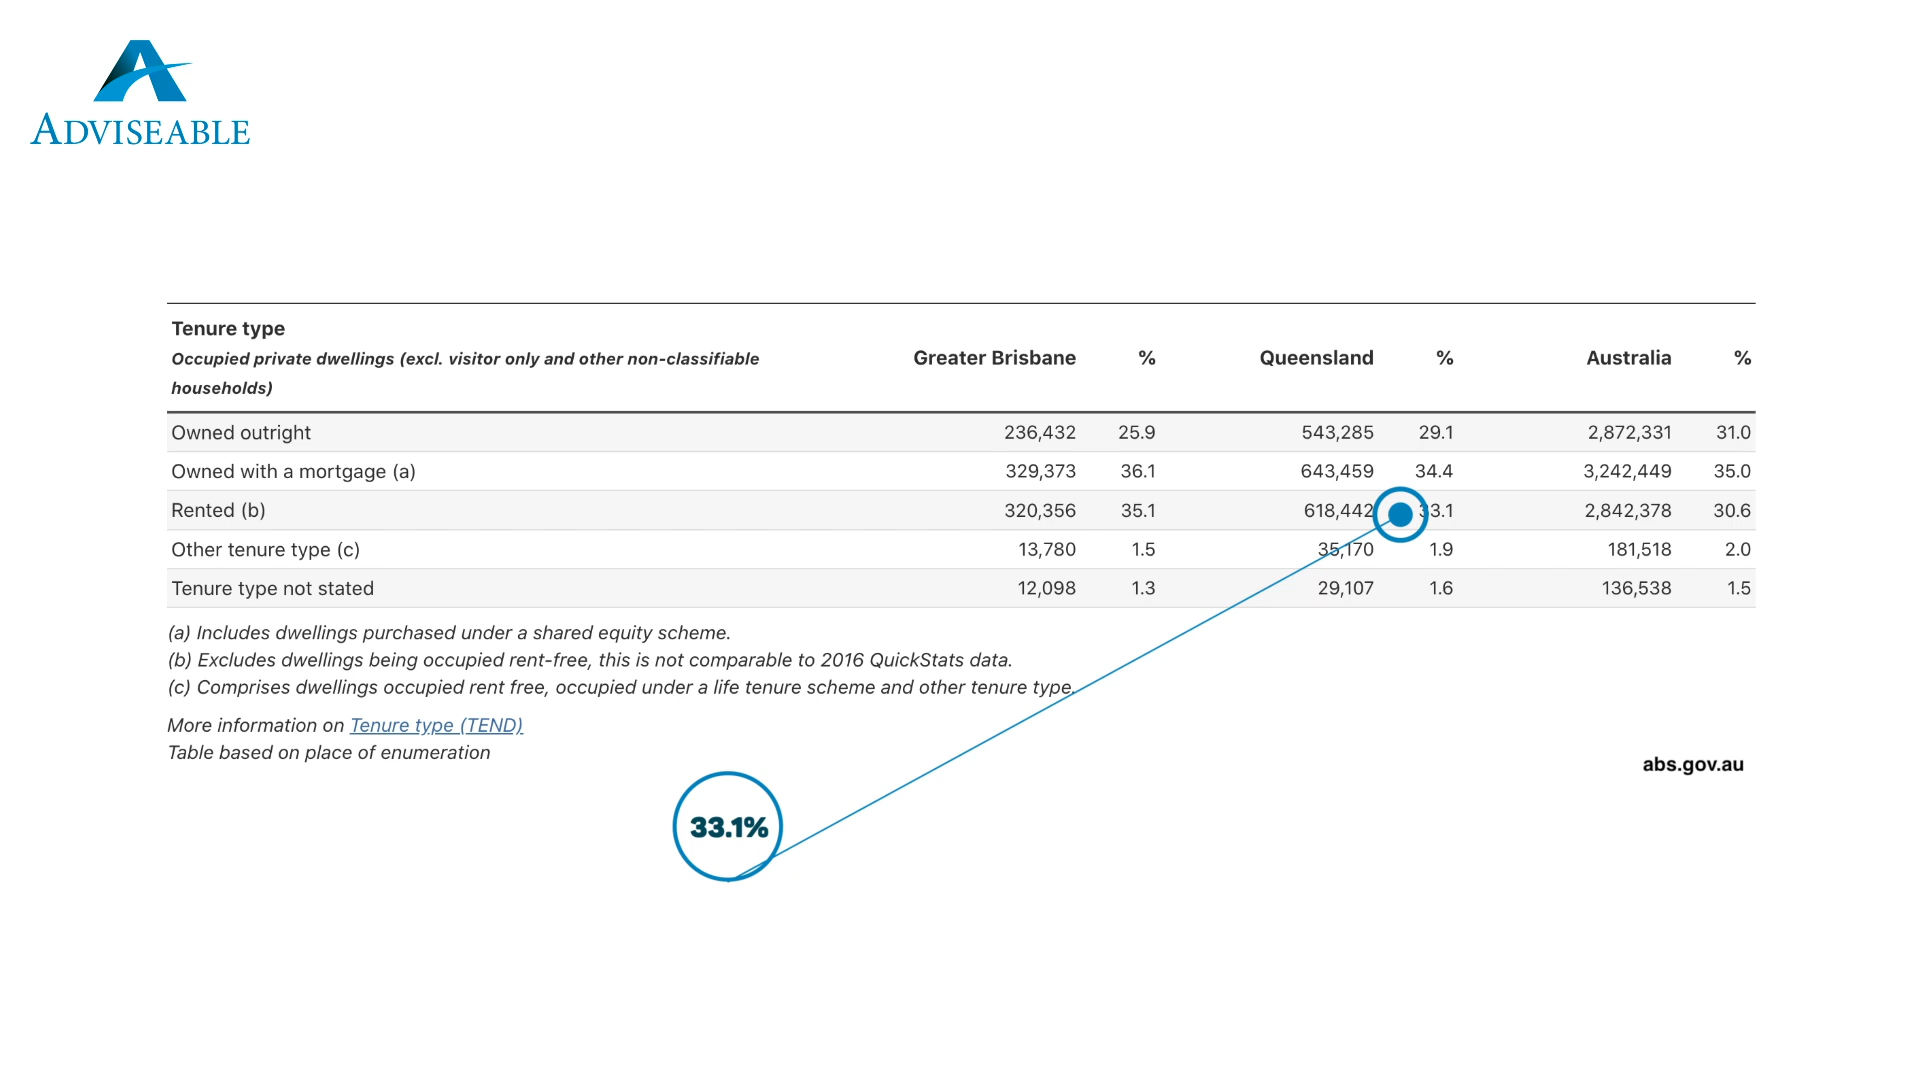 ADVISEABLE
Tenure type
Occupied private dwellings (excl. visitor only and other non-classifiable
households)
Greater Brisbane % Queensland % Australia %
Owned outright 236,432 25.9 543,285 29.1 2,872,331 31.0
Owned with a mortgage (a) 329,373 36.1 643,459 34.4 3,242,449 35.0
Rented (b) 320,356 35.1 618,442 33.1 2,842,378 30.6
Other tenure type (c) 13,780 1.5 35,170 1.9 181,518 2.0
Tenure type not stated 12,098 1.3 29,107 1.6 136,538 1.5
(a) Includes dwellings purchased under a shared equity scheme.
(b) Excludes dwellings being occupied rent-free, this is not comparable to 2016 QuickStats data.
(c) Comprises dwellings occupied rent free, occupied under a life tenure scheme and other tenure type.
More information on Tenure type (TEND)
Table based on place of enumeration
abs.gov.au
33.1%